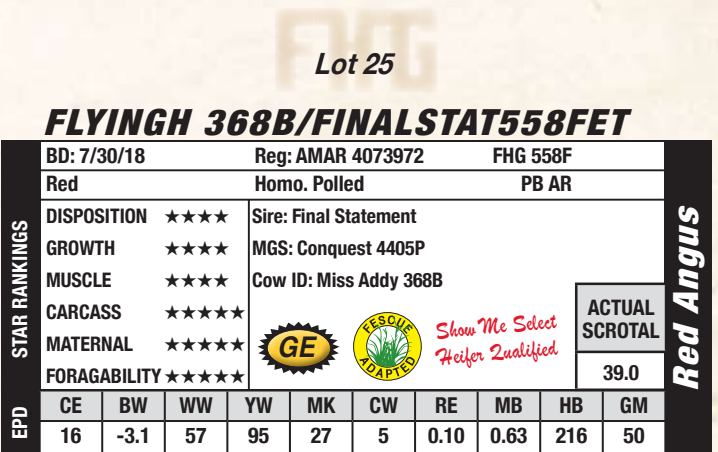 FHG
Lot 25
FLYINGH 368B/FINALSTAT558FET
BD: 7/30/18 Reg: AMAR 4073972 FHG 558F
Red Homo. Polled PB AR
STAR RANKINGS
DISPOSITION ★★★★
GROWTH ★★★★
MUSCLE ★★★★
CARCASS ★★★★★
MATERNAL ★★★★★
FORAGABILITY ★★★★★
Sire: Final Statement
MGS: Conquest 4405P
Cow ID: Miss Addy 368B
GE
FESCUE
ADAPTED
Show Me Select
Heifer Qualified
ACTUAL
SCROTAL
39.0
Red Angus
EPD
CE BW WW YW MK CW RE MB HB GM
16 -3.1 57 95 27 5 0.10 0.63 216 50